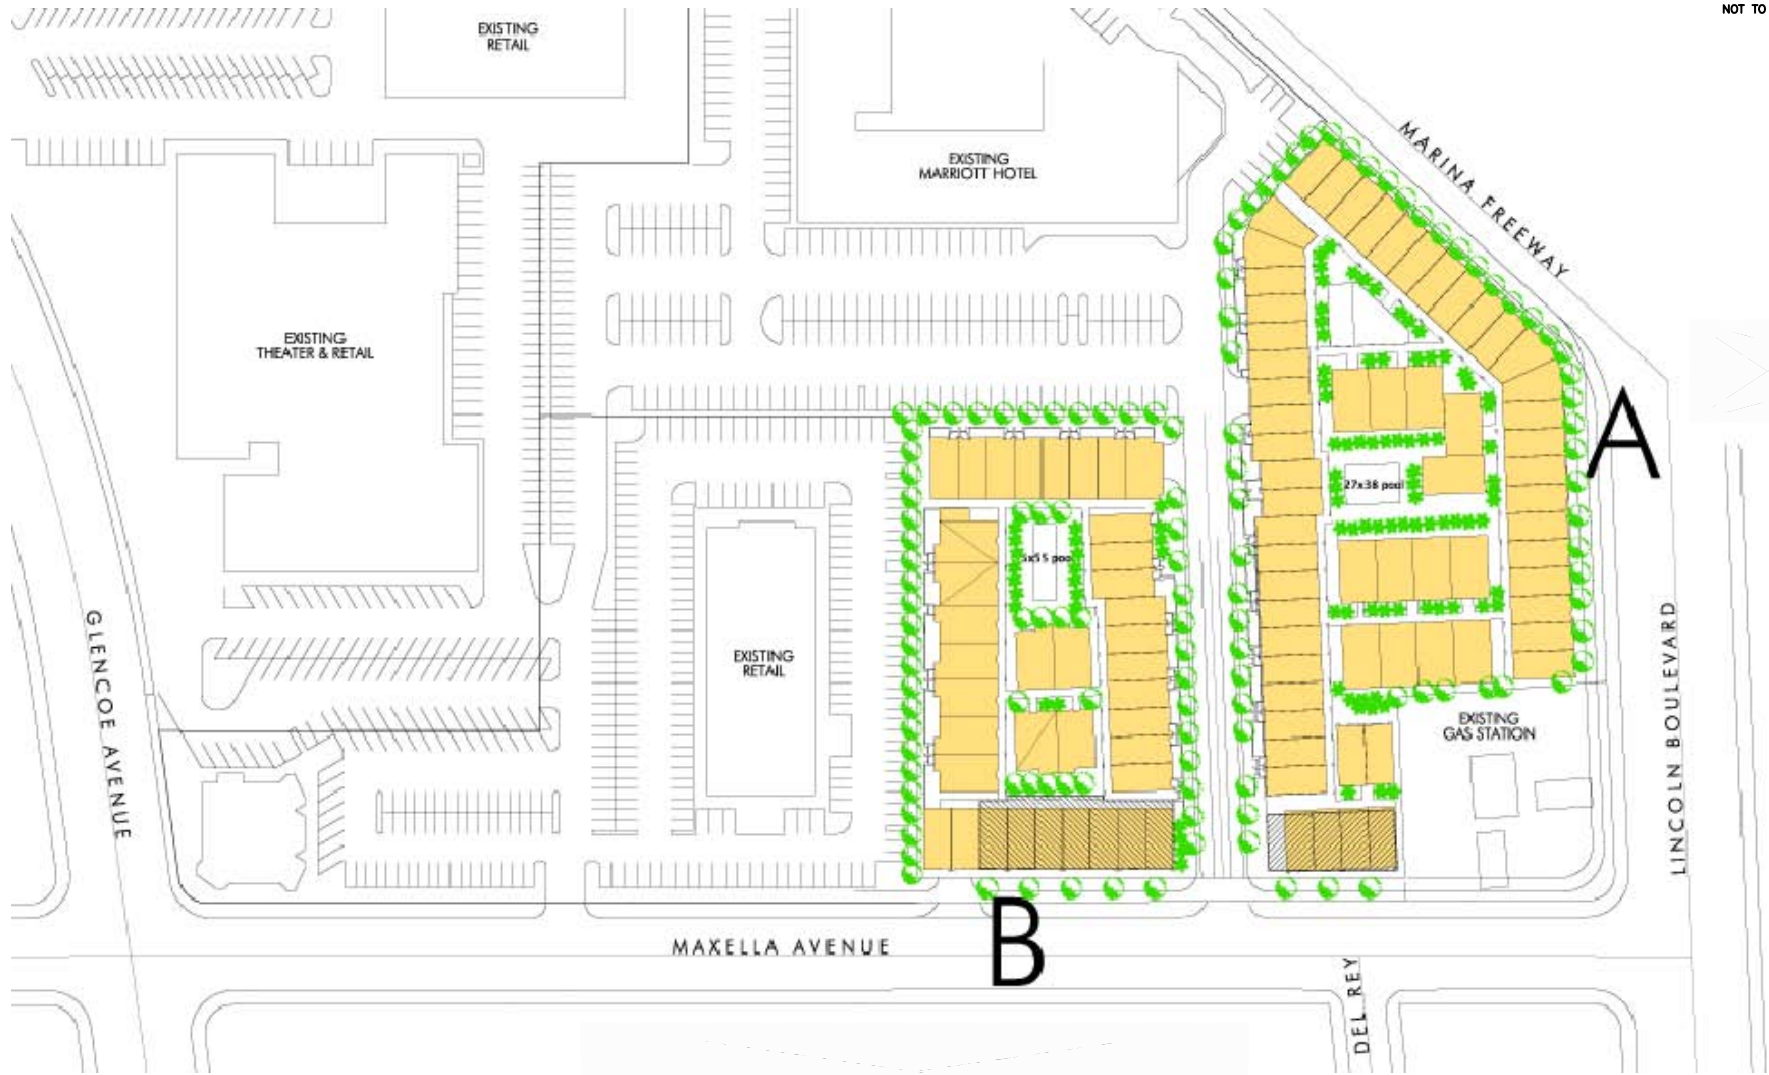 NOT TO
EXISTING
RETAIL
MARINA FREEWAY
EXISTING
MARRIOTT HOTEL
EXISTING
THEATER & RETAIL
A
27x38 pool
GLENCOE AVENUE
EXISTING
RETAIL
LINCOLN BOULEVARD
EXISTING
GAS STATION
B
MAXELLA AVENUE
DEL REY